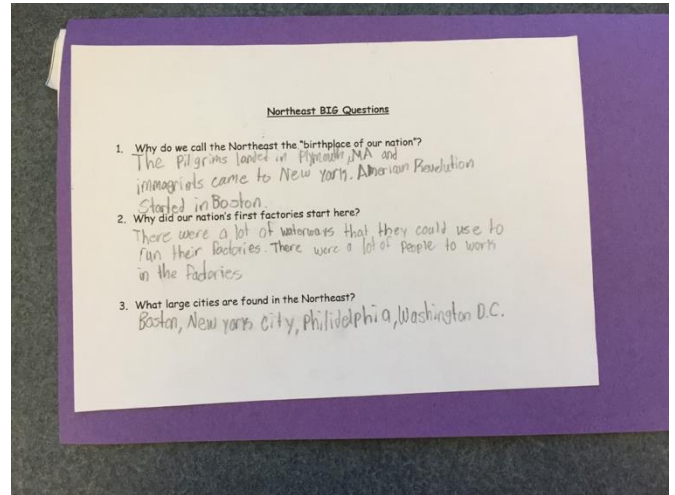 Northeast BIG Questions
1. Why do we call the Northeast the "birthplace of our nation"?
The Pilgrims landed in Plymouth, MA and
immagrints came to New york. Amerian Revelution
Started in Boston.
2. Why did our nation's first factories start here?
There were a lot of waterways that they could use to
run their factories. There were a lot of people to work
in the factories
3. What large cities are found in the Northeast?
Boston, New york city, Philidelphia, Washington D.C.